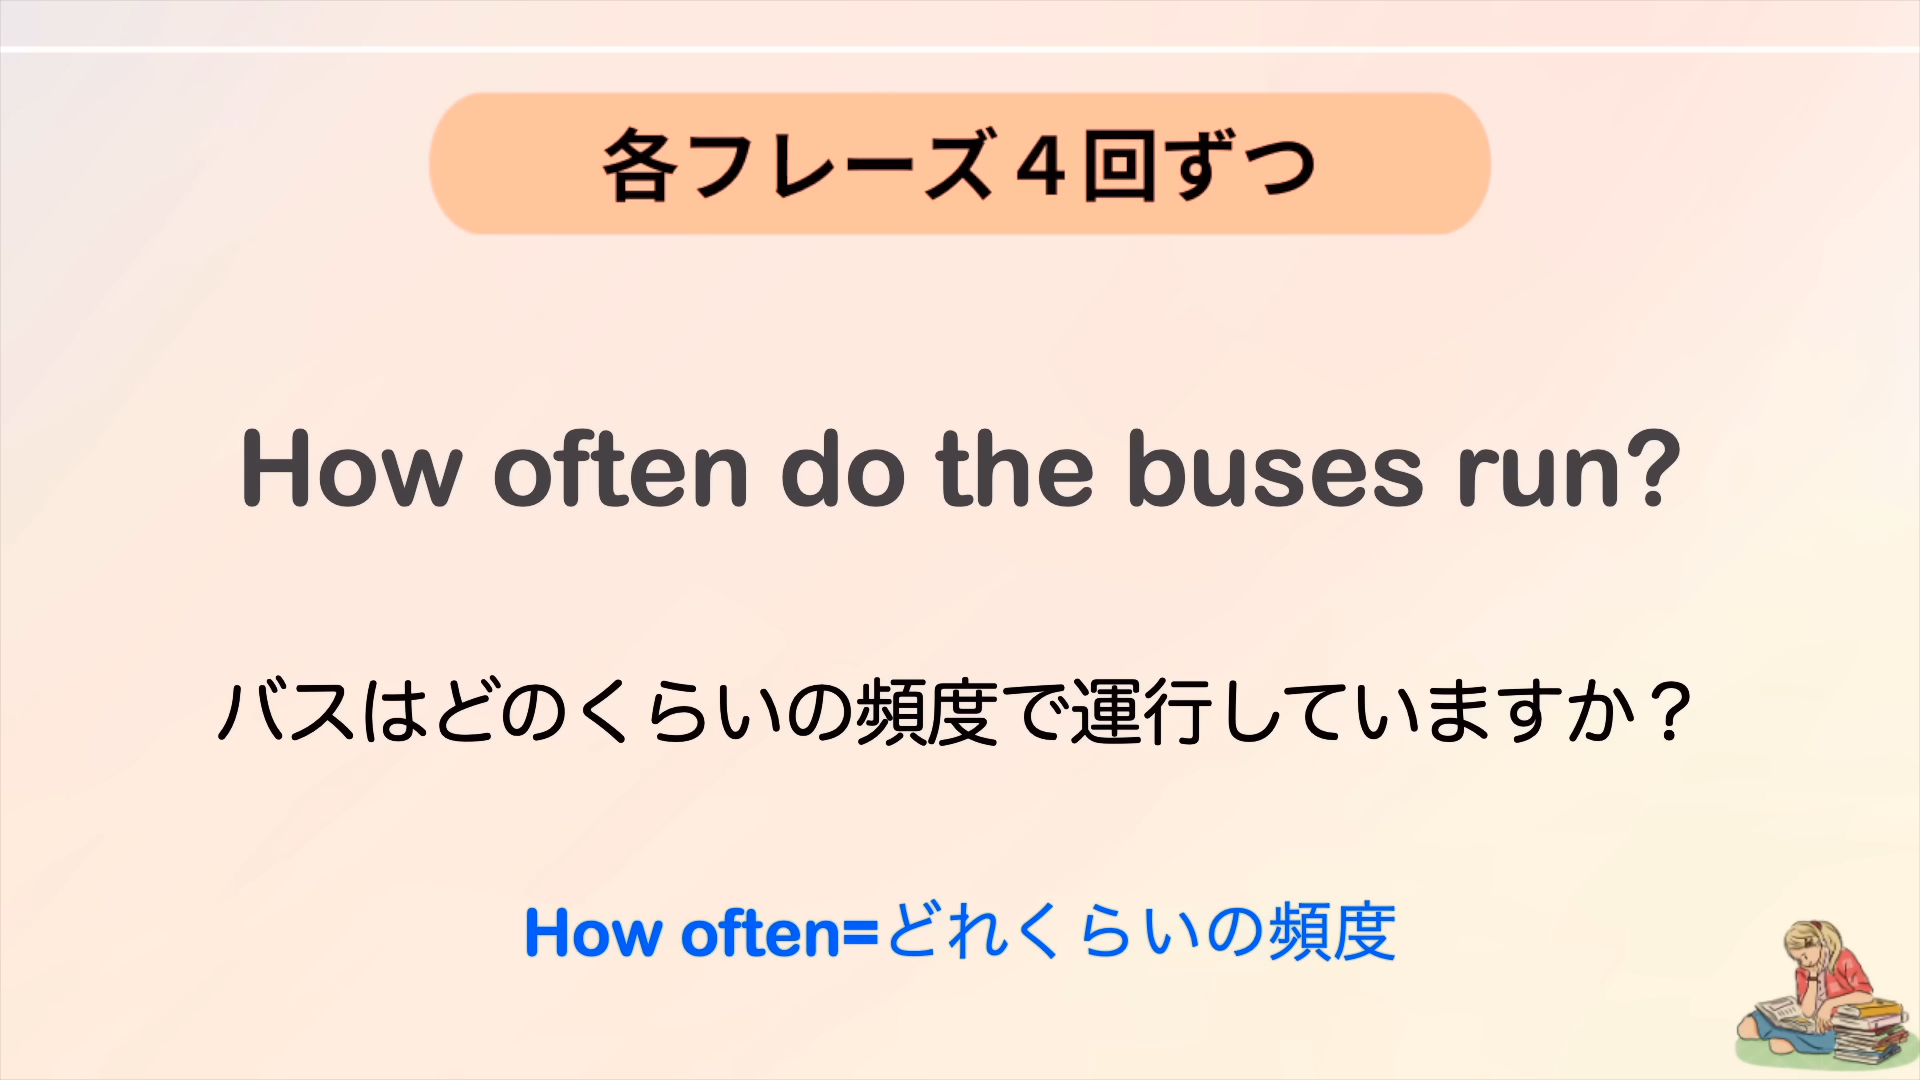 各フレーズ４回ずつ
How often do the buses run?
バスはどのくらいの頻度で運行していますか？
How often=どれくらいの頻度